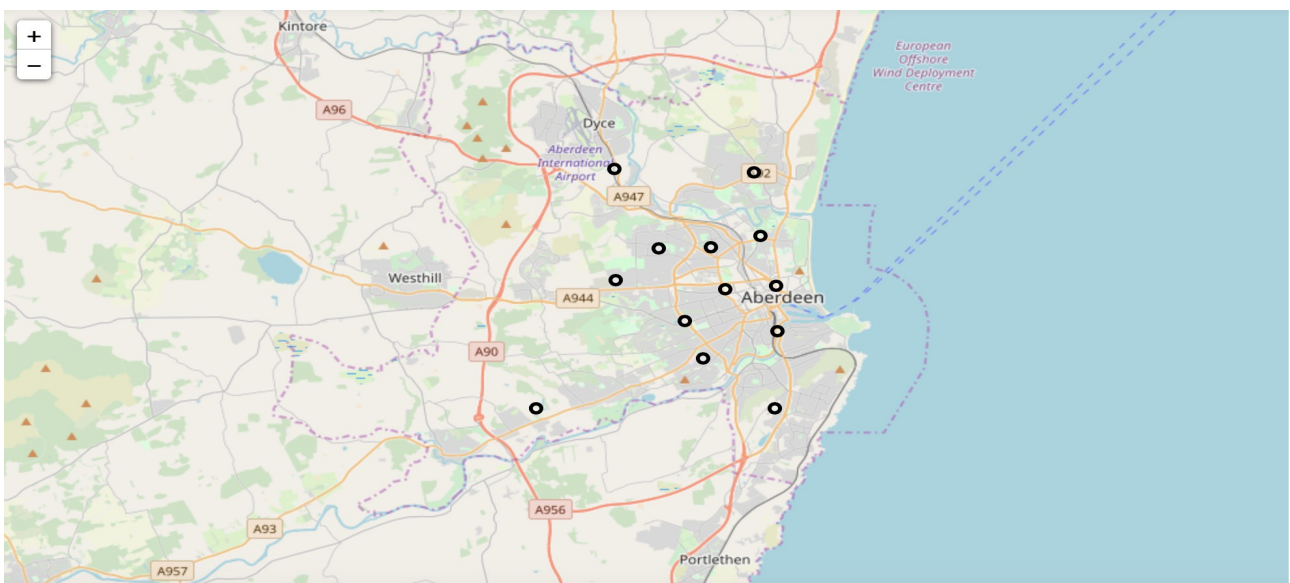 +
Kintore
European
Offshore
Wind Deployment
Centre
−
A96
Dyce
Aberdeen
International
Airport
A947
Westhill
A944
Aberdeen
A90
A956
A93
Portlethen
A957